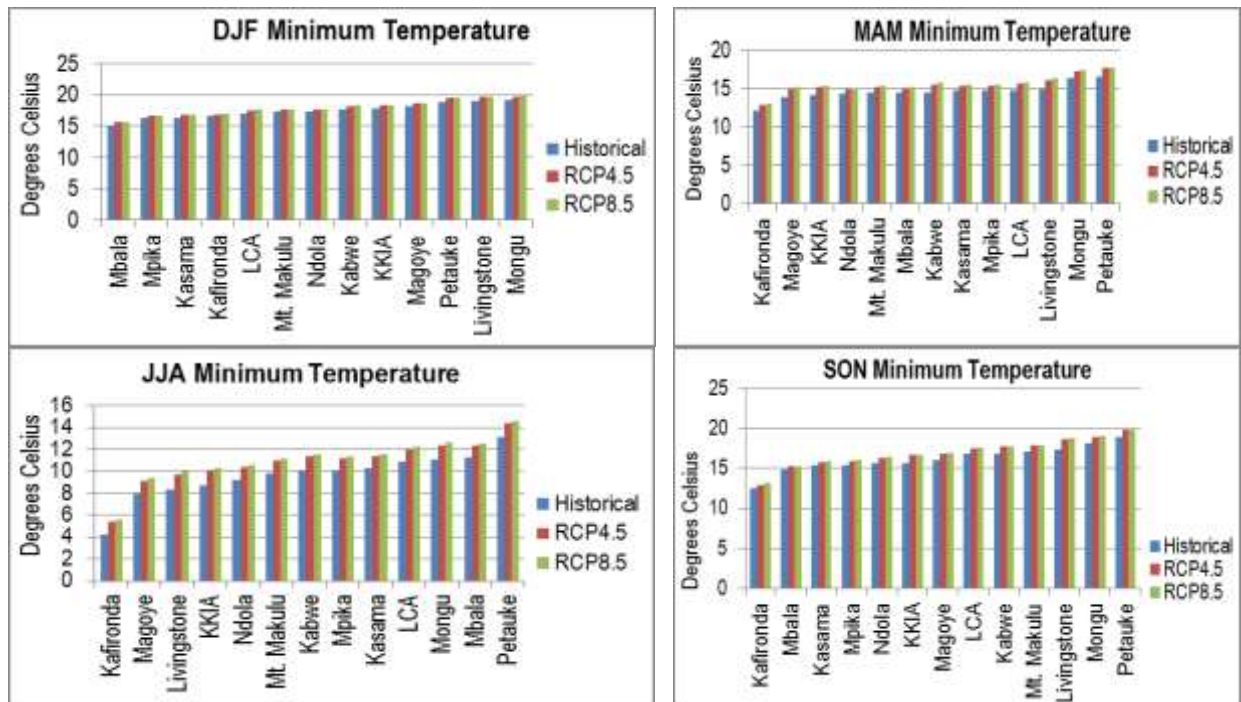 DJF Minimum Temperature
Degrees Celsius
25
20
15
10
5
0
Mbala
Mpika
Kasama
Kafironda
LCA
Mt. Makulu
Ndola
Kabwe
KKIA
Magoye
Petauke
Livingstone
Mongu
Historical
RCP4.5
RCP8.5
MAM Minimum Temperature
Degrees Celsius
20
15
10
5
0
Kafironda
Magoye
KKIA
Ndola
Mt. Makulu
Mbala
Kabwe
Kasama
Mpika
LCA
Livingstone
Mongu
Petauke
Historical
RCP4.5
RCP8.5
JJA Minimum Temperature
Degrees Celsius
16
14
12
10
8
6
4
2
0
Kafironda
Magoye
Livingstone
KKIA
Ndola
Mt. Makulu
Kabwe
Mpika
Kasama
LCA
Mongu
Mbala
Petauke
Historical
RCP4.5
RCP8.5
SON Minimum Temperature
Degrees Celsius
25
20
15
10
5
0
Kafironda
Mbala
Kasama
Mpika
Ndola
KKIA
Magoye
LCA
Kabwe
Mt. Makulu
Livingstone
Mongu
Petauke
Historical
RCP4.5
RCP8.5